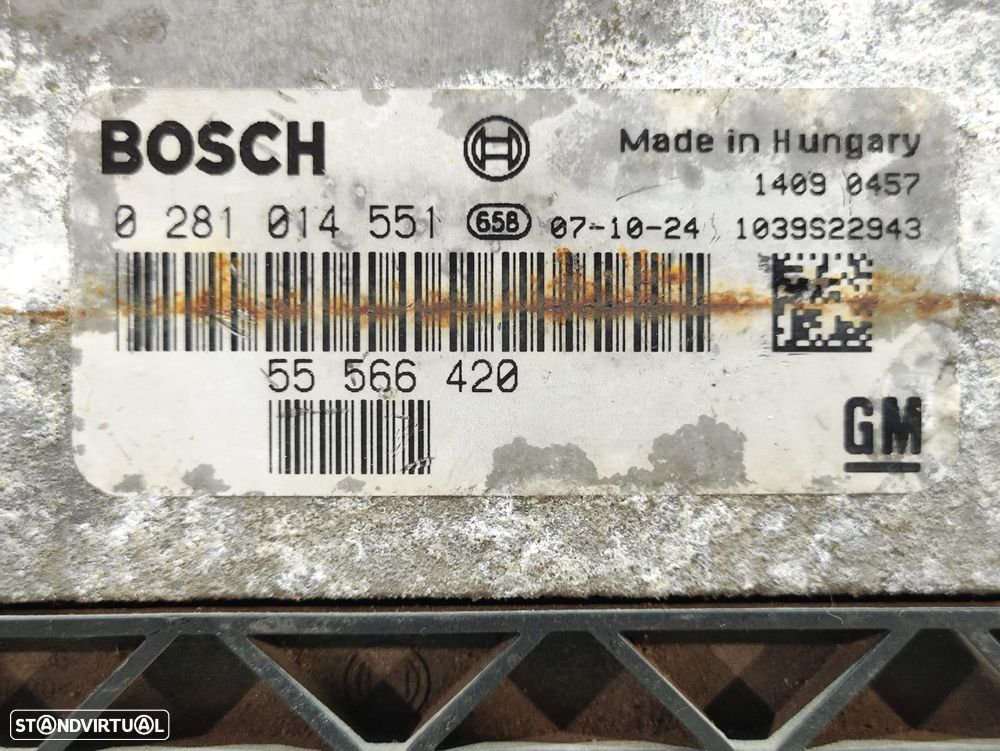 BOSCH
Made in Hungary
1409 0457
0 281 014 551 65B 07-10-24 1039S22943
55 566 420
GM
STANDVIRTUAL